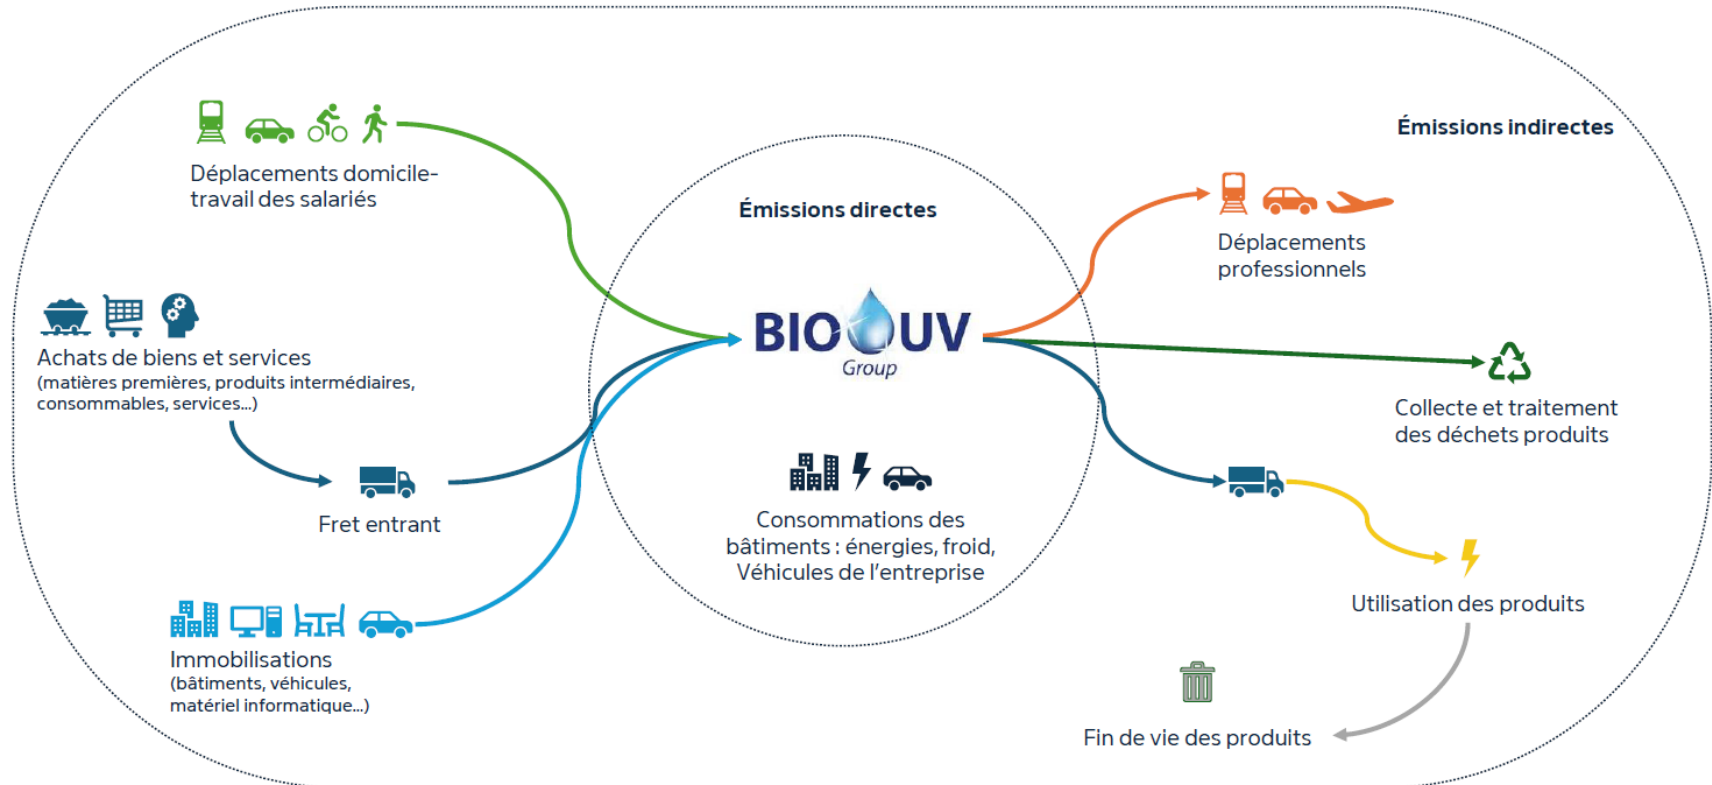 Émissions indirectes
Déplacements domicile-
travail des salariés
Émissions directes
Déplacements
professionnels
BIO UV
Group
Achats de biens et services
(matières premières, produits intermédiaires,
consommables, services...)
Collecte et traitement
des déchets produits
Fret entrant
Consommations des
bâtiments : énergies, froid,
Véhicules de l'entreprise
Utilisation des produits
Immobilisations
(bâtiments, véhicules,
matériel informatique...)
Fin de vie des produits